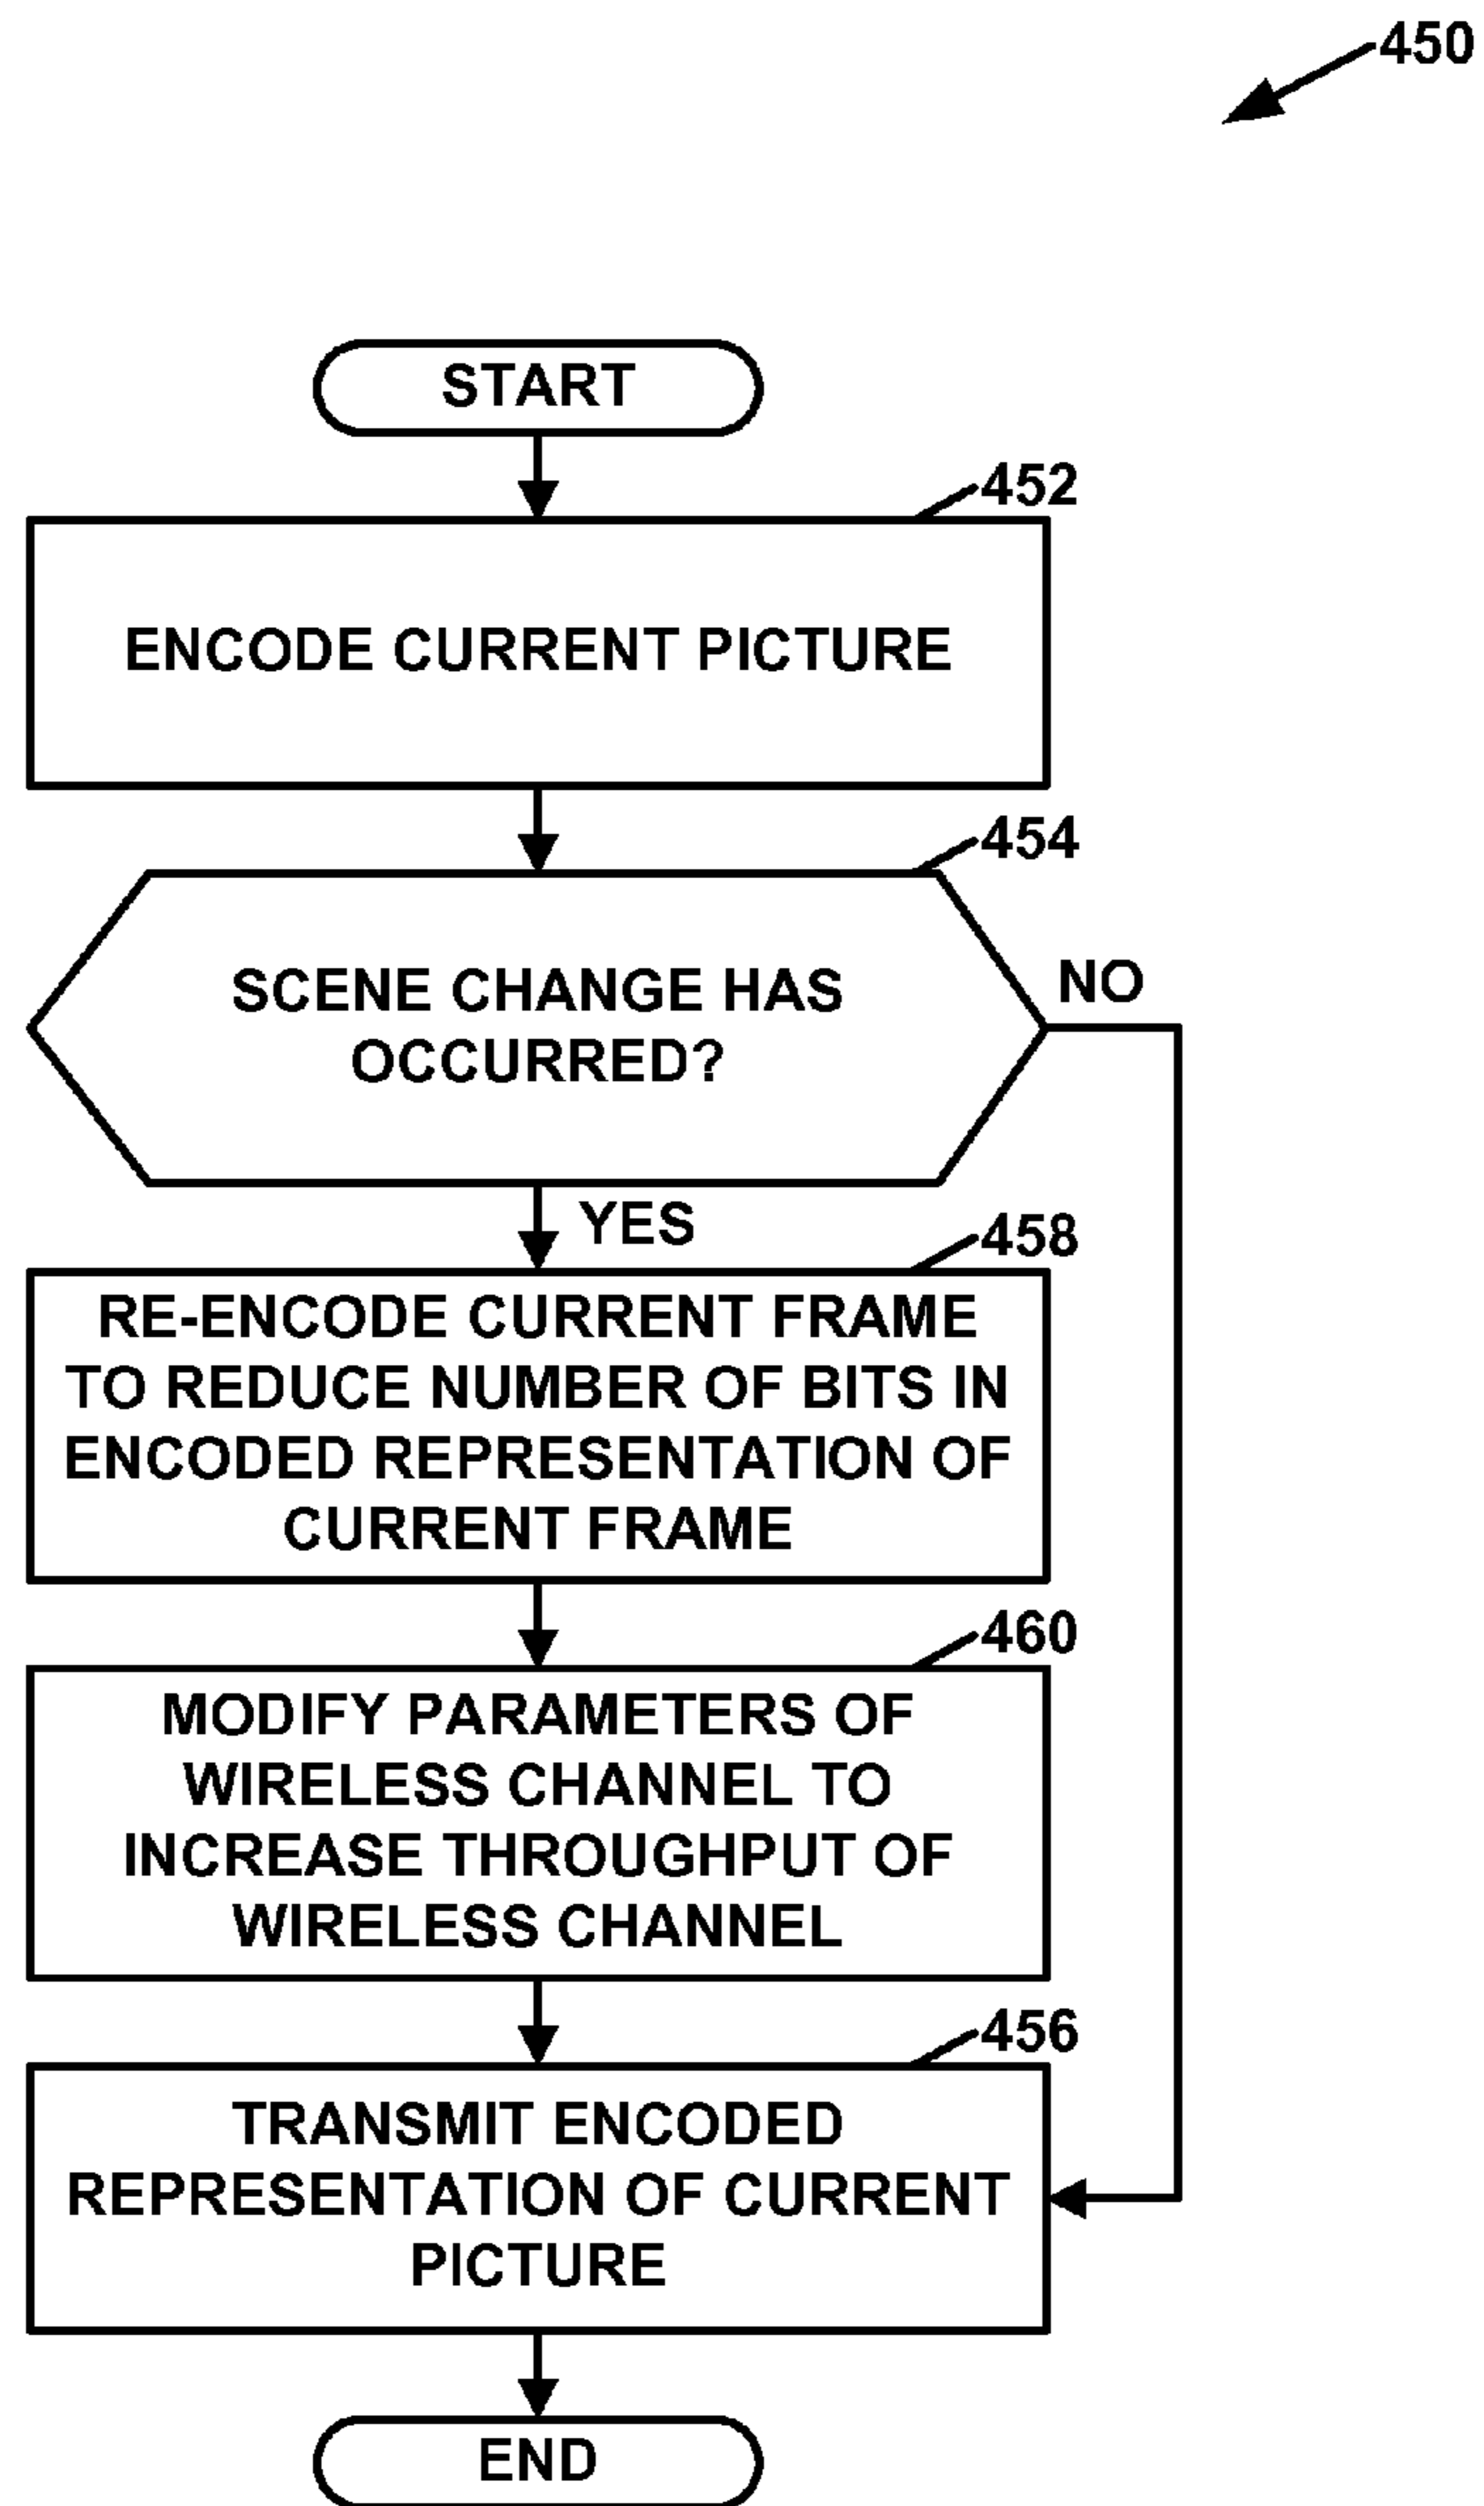 450
START
452
ENCODE CURRENT PICTURE
454
SCENE CHANGE HAS
OCCURRED?
NO
YES
458
RE-ENCODE CURRENT FRAME
TO REDUCE NUMBER OF BITS IN
ENCODED REPRESENTATION OF
CURRENT FRAME
460
MODIFY PARAMETERS OF
WIRELESS CHANNEL TO
INCREASE THROUGHPUT OF
WIRELESS CHANNEL
456
TRANSMIT ENCODED
REPRESENTATION OF CURRENT
PICTURE
END